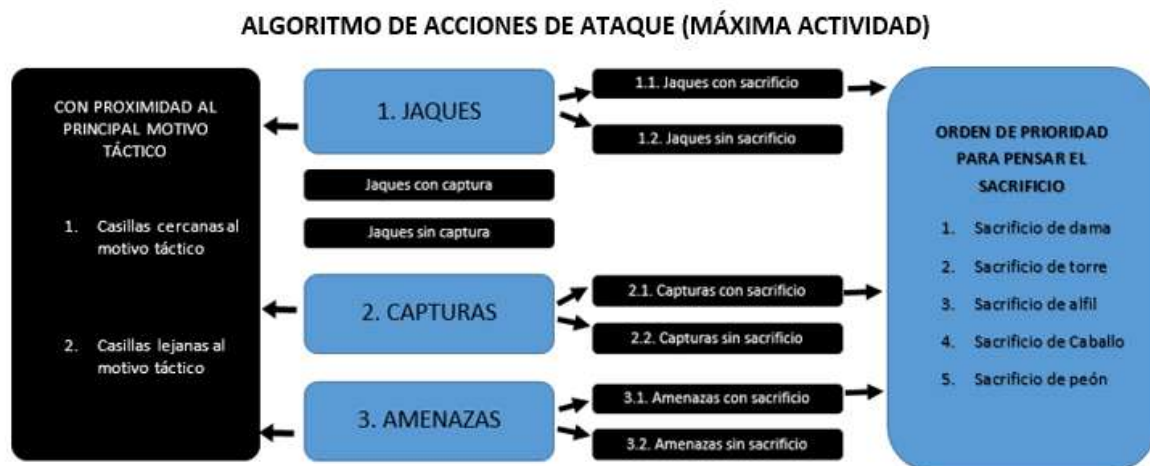 ALGORITMO DE ACCIONES DE ATAQUE (MÁXIMA ACTIVIDAD)
CON PROXIMIDAD AL
PRINCIPAL MOTIVO
TÁCTICO
1. Casillas cercanas al
motivo táctico
2. Casillas lejanas al
motivo táctico
1. JAQUES
1.1. Jaques con sacrificio
1.2. Jaques sin sacrificio
Jaques con captura
Jaques sin captura
2. CAPTURAS
2.1. Capturas con sacrificio
2.2. Capturas sin sacrificio
3. AMENAZAS
3.1. Amenazas con sacrificio
3.2. Amenazas sin sacrificio
ORDEN DE PRIORIDAD
PARA PENSAR EL
SACRIFICIO
1. Sacrificio de dama
2. Sacrificio de torre
3. Sacrificio de alfil
4. Sacrificio de Caballo
5. Sacrificio de peón